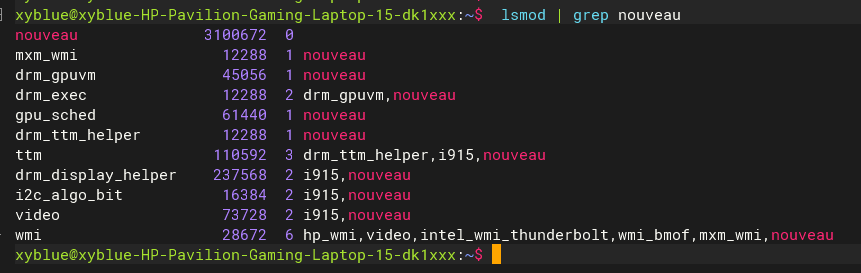 xyblue@xyblue-HP-Pavilion-Gaming-Laptop-15-dk1xxx:~$ lsmod | grep nouveau
nouveau 3100672 0
mxm_wmi 12288 1 nouveau
drm_gpuvm 45056 1 nouveau
drm_exec 12288 2 drm_gpuvm,nouveau
gpu_sched 61440 1 nouveau
drm_ttm_helper 12288 1 nouveau
ttm 110592 3 drm_ttm_helper,i915,nouveau
drm_display_helper 237568 2 i915,nouveau
i2c_algo_bit 16384 2 i915,nouveau
video 73728 2 i915,nouveau
wmi 28672 6 hp_wmi,video,intel_wmi_thunderbolt,wmi_bmof,mxm_wmi,nouveau
xyblue@xyblue-HP-Pavilion-Gaming-Laptop-15-dk1xxx:~$